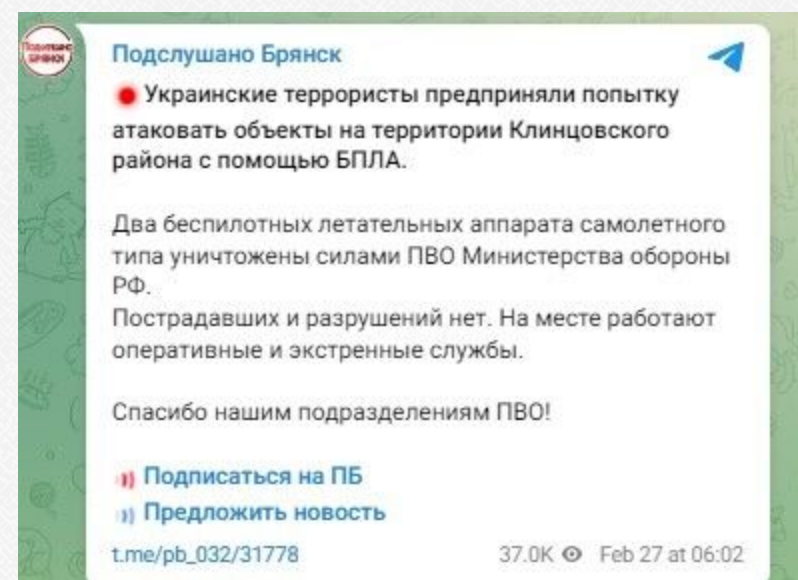 Подслушано Брянск
Украинские террористы предприняли попытку
атаковать объекты на территории Клинцовского
района с помощью БПЛА.
Два беспилотных летательных аппарата самолетного
типа уничтожены силами ПВО Министерства обороны
РФ.
Пострадавших и разрушений нет. На месте работают
оперативные и экстренные службы.
Спасибо нашим подразделениям ПВО!
Подписаться на ПБ
Предложить новость
t.me/pb_032/31778 37.0K Feb 27 at 06:02